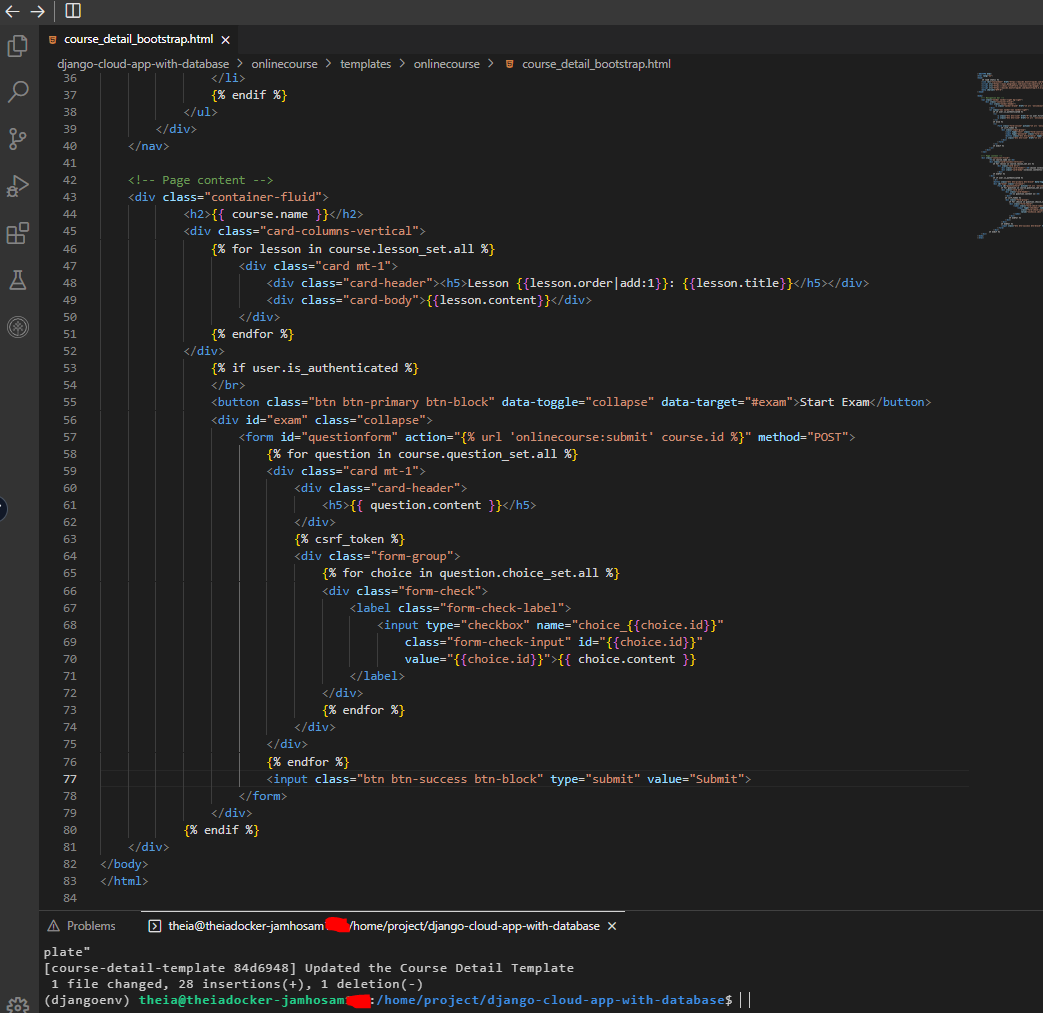 course_detail_bootstrap.html
django-cloud-app-with-database > onlinecourse > templates > onlinecourse > course_detail_bootstrap.html
36 </li>
37 {% endif %}
38 </ul>
39 </div>
40 </nav>
41
42 <!-- Page content -->
43 <div class="container-fluid">
44 <h2>{{ course.name }}</h2>
45 <div class="card-columns-vertical">
46 {% for lesson in course.lesson_set.all %}
47 <div class="card mt-1">
48 <div class="card-header"><h5>Lesson {{lesson.order|add:1}}: {{lesson.title}}</h5></div>
49 <div class="card-body">{{lesson.content}}</div>
50 </div>
51 {% endfor %}
52 </div>
53 {% if user.is_authenticated %}
54 </br>
55 <button class="btn btn-primary btn-block" data-toggle="collapse" data-target="#exam">Start Exam</button>
56 <div id="exam" class="collapse">
57 <form id="questionform" action="{% url 'onlinecourse:submit' course.id %}" method="POST">
58 {% for question in course.question_set.all %}
59 <div class="card mt-1">
60 <div class="card-header">
61 <h5>{{ question.content }}</h5>
62 </div>
63 {% csrf_token %}
64 <div class="form-group">
65 {% for choice in question.choice_set.all %}
66 <div class="form-check">
67 <label class="form-check-label">
68 <input type="checkbox" name="choice_{{choice.id}}"
69 class="form-check-input" id="{{choice.id}}"
70 value="{{choice.id}}">{{ choice.content }}
71 </label>
72 </div>
73 {% endfor %}
74 </div>
75 </div>
76 {% endfor %}
77 <input class="btn btn-success btn-block" type="submit" value="Submit">
78 </form>
79 </div>
80 {% endif %}
81 </div>
82 </body>
83 </html>
84
Problems
theia@theiadocker-jamhosam /home/project/django-cloud-app-with-database
plate"
[course-detail-template 84d6948] Updated the Course Detail Template
1 file changed, 28 insertions(+), 1 deletion(-)
(djangoenv) theia@theiadocker-jamhosam :/home/project/django-cloud-app-with-database$